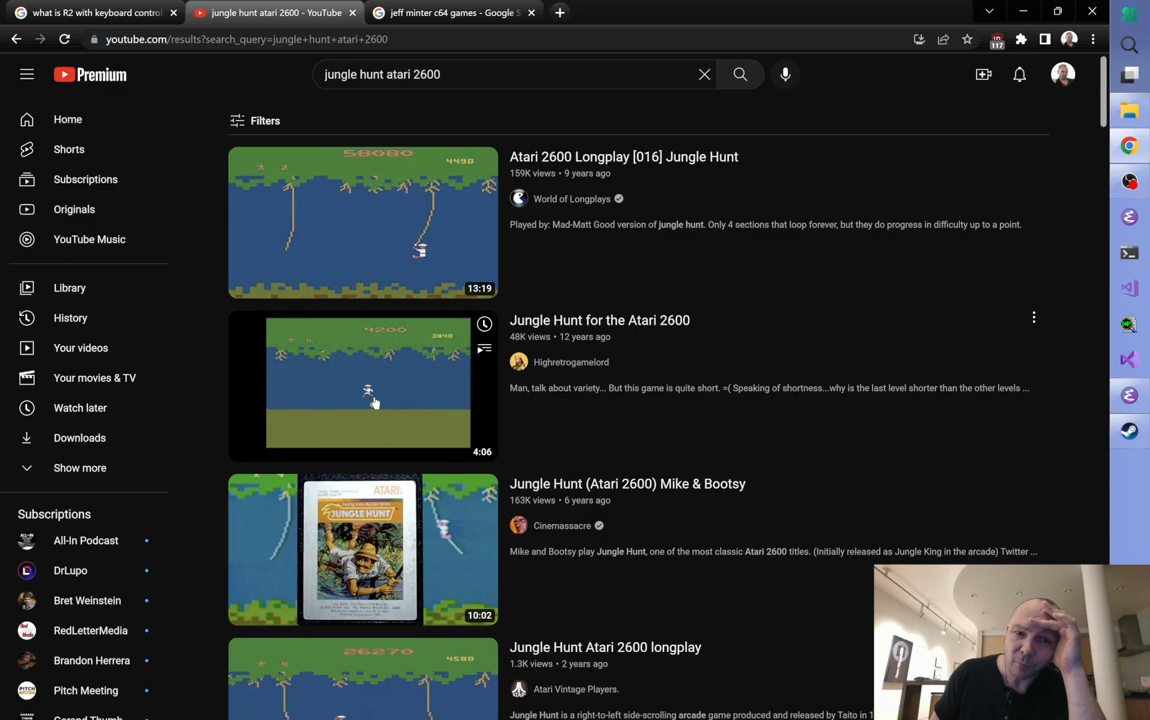 what is R2 with keyboard control
jungle hunt atari 2600 - YouTube
jeff minter c64 games - Google S
youtube.com/results?search_query=jungle+hunt+atari+2600
117
Premium
jungle hunt atari 2600
Home
Shorts
Subscriptions
Originals
YouTube Music
Library
History
Your videos
Your movies & TV
Watch later
Downloads
Show more
Subscriptions
All-In Podcast
DrLupo
Bret Weinstein
RedLetterMedia
Brandon Herrera
Pitch Meeting
Garand Thumb
Filters
58080
4490
13:19
Atari 2600 Longplay [016] Jungle Hunt
159K views • 9 years ago
World of Longplays
Played by: Mad-Matt Good version of jungle hunt. Only 4 sections that loop forever, but they do progress in difficulty up to a point.
4200
3840
4:06
Jungle Hunt for the Atari 2600
48K views • 12 years ago
Highretrogamelord
Man, talk about variety... But this game is quite short. =( Speaking of shortness...why is the last level shorter than the other levels ...
ATARI
JUNGLE HUNT
10:02
Jungle Hunt (Atari 2600) Mike & Bootsy
163K views • 6 years ago
Cinemassacre
Mike and Bootsy play Jungle Hunt, one of the most classic Atari 2600 titles. (Initially released as Jungle King in the arcade) Twitter ...
26270
4580
Jungle Hunt Atari 2600 longplay
1.3K views • 2 years ago
Atari Vintage Players.
Jungle Hunt is a right-to-left side-scrolling arcade game produced and released by Taito in 1